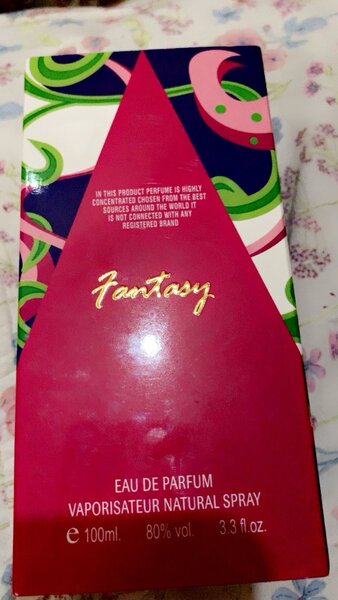 IN THIS PRODUCT PERFUME IS HIGHLY
CONCENTRATED CHOSEN FROM THE BEST
SOURCES AROUND THE WORLD IT
IS NOT CONNECTED WITH ANY
REGISTERED BRAND
Fantasy
EAU DE PARFUM
VAPORISATEUR NATURAL SPRAY
e 100ml. 80% vol. 3.3 fl.oz.